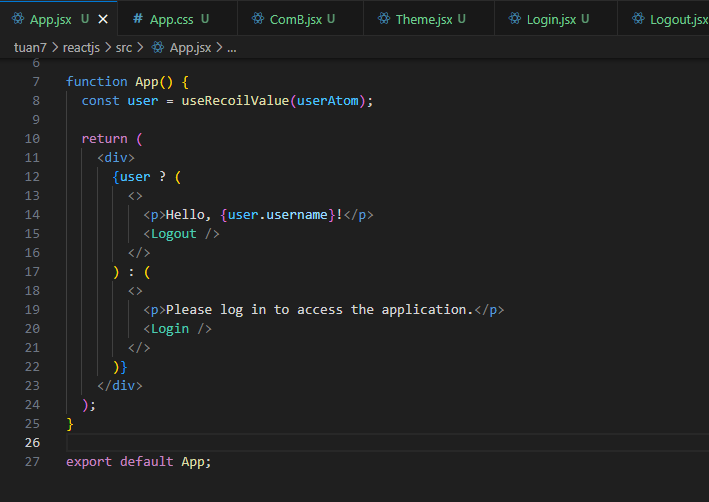 App.jsx U × # App.css U ComB.jsx U Theme.jsx U Login.jsx U Logout.jsx
tuan7 > reactjs > src > App.jsx > ...
6
7 function App() {
8   const user = useRecoilValue(userAtom);
9
10   return (
11     <div>
12       {user ? (
13         <>
14           <p>Hello, {user.username}!</p>
15           <Logout />
16         </>
17       ) : (
18         <>
19           <p>Please log in to access the application.</p>
20           <Login />
21         </>
22       )}
23     </div>
24   );
25 }
26
27 export default App;